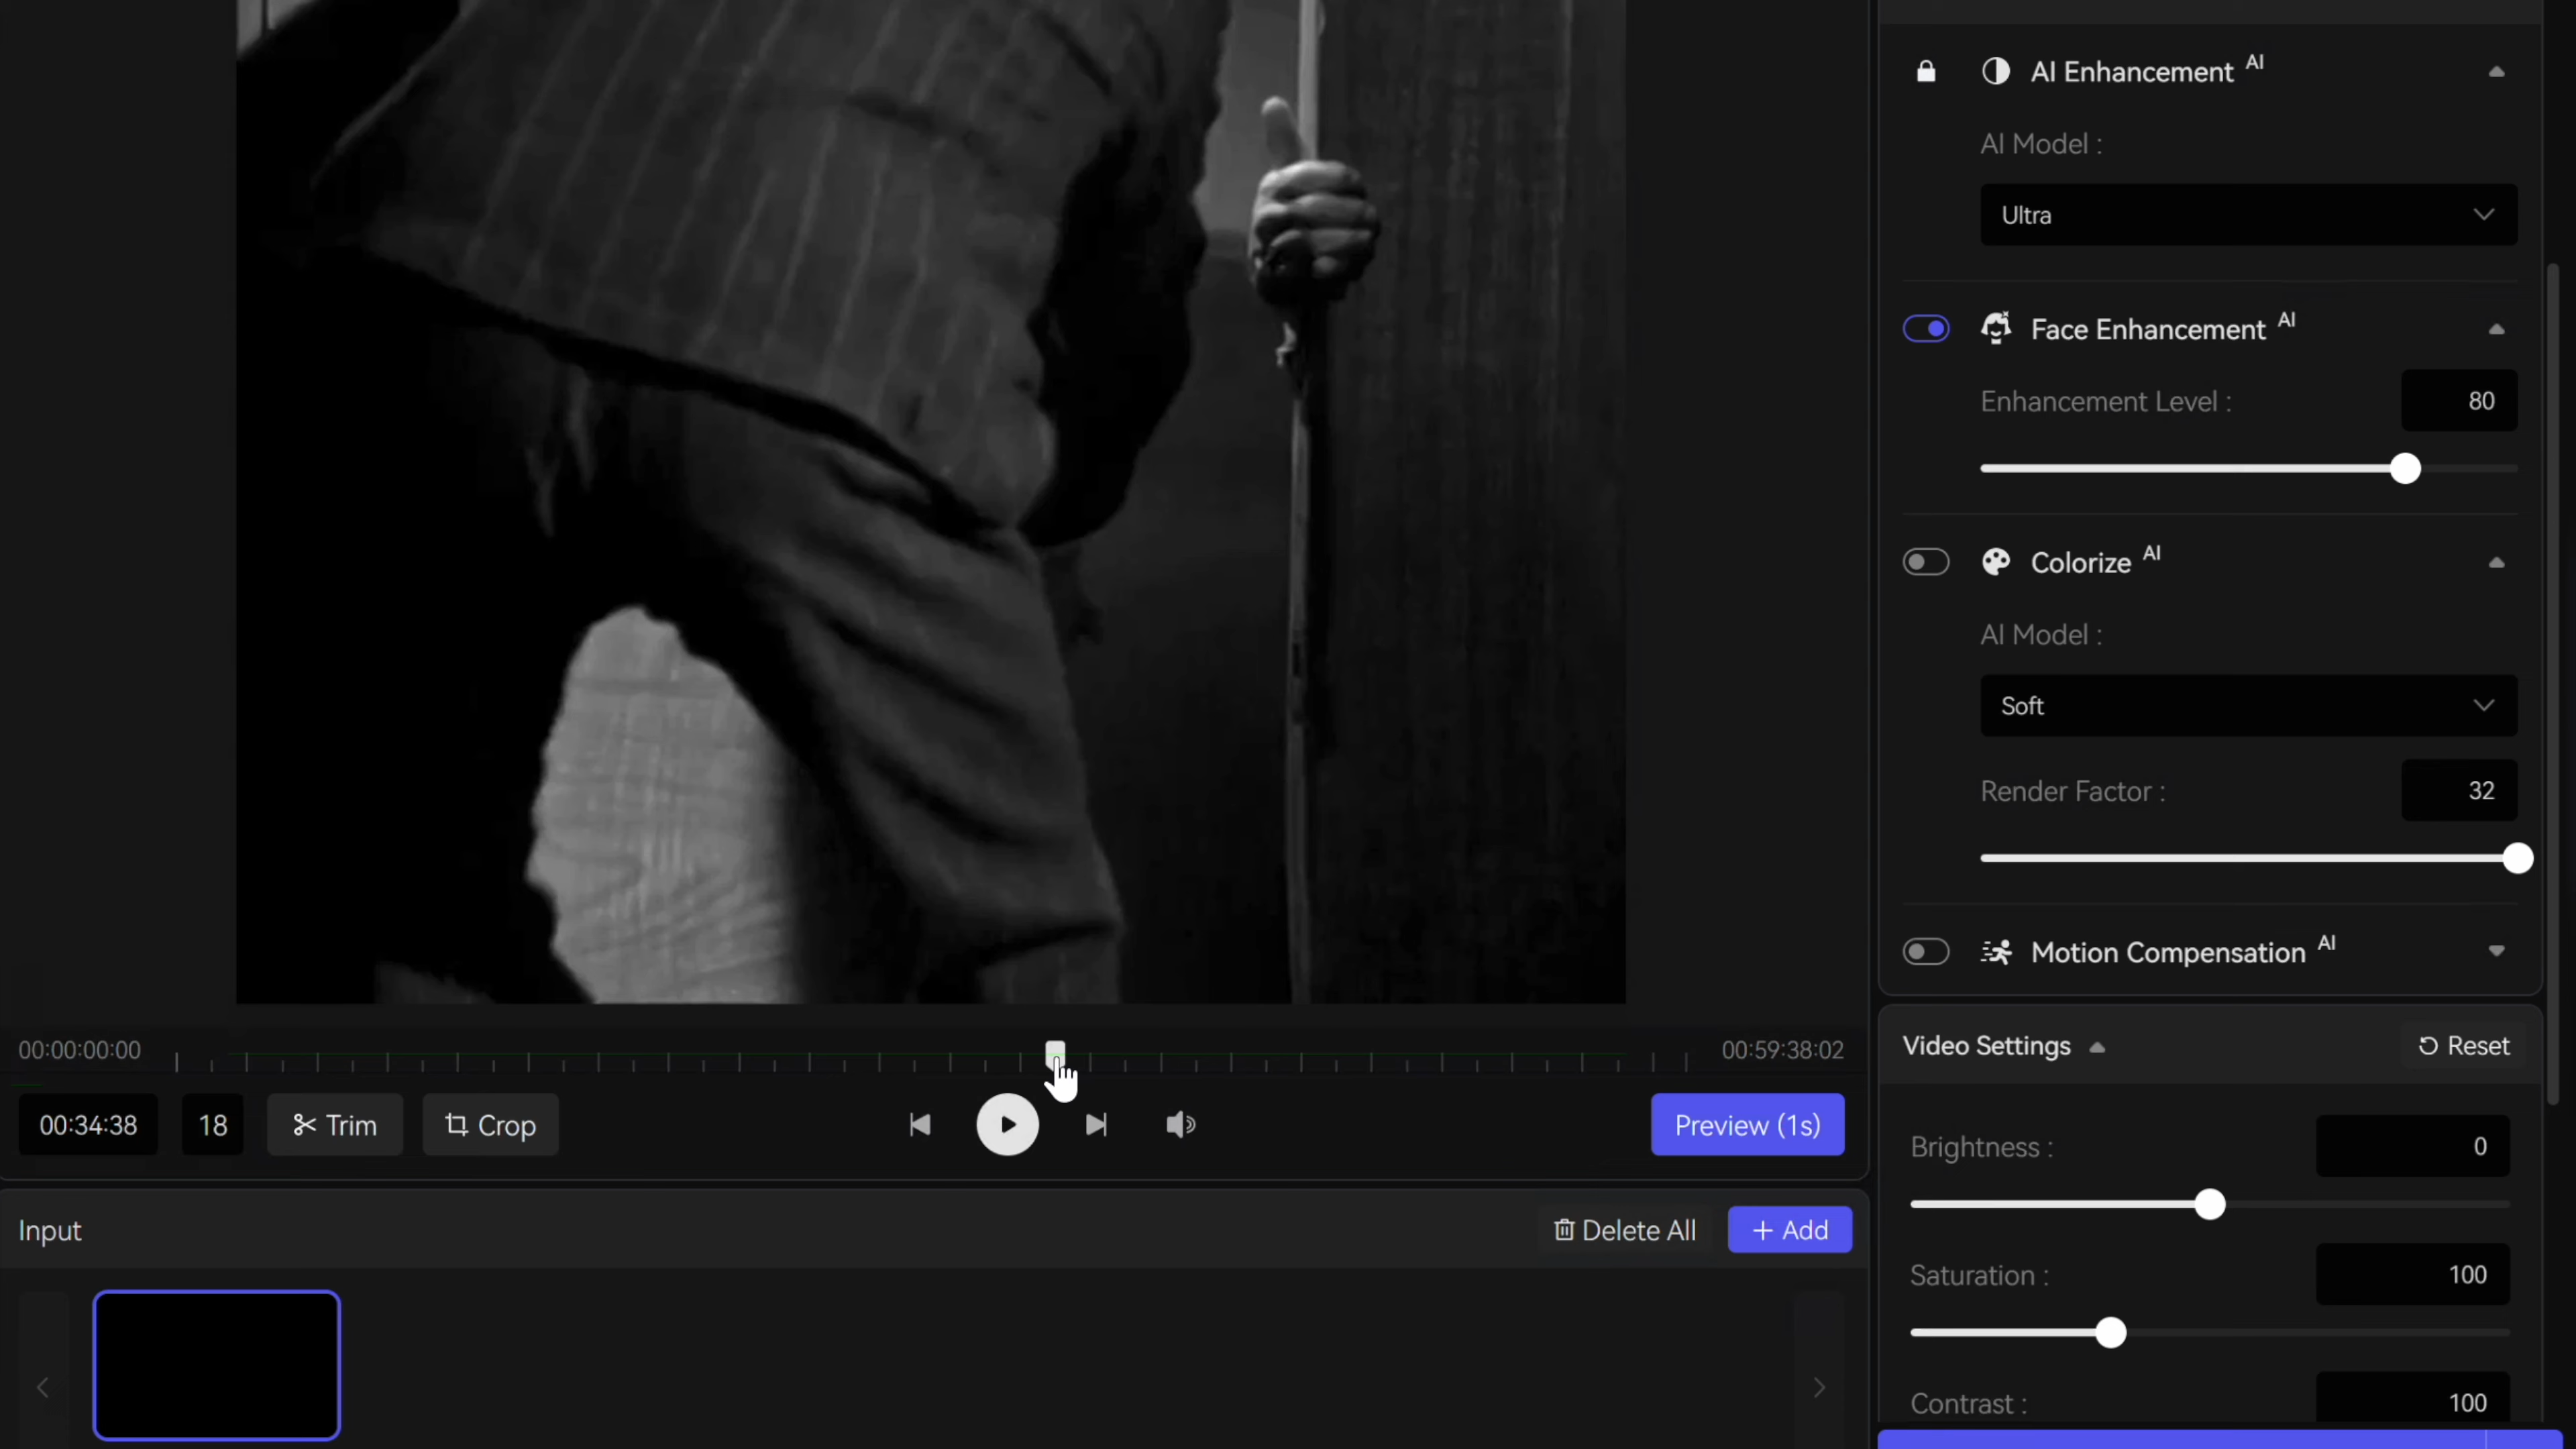 AI Enhancement AI
AI Model :
Ultra
Face Enhancement AI
Enhancement Level :
80
Colorize AI
AI Model :
Soft
Render Factor :
32
Motion Compensation AI
00:00:00:00
00:59:38:02
00:34:38
18
Trim
Crop
Preview (1s)
Input
Delete All
+ Add
Video Settings
Reset
Brightness :
0
Saturation :
100
Contrast :
100